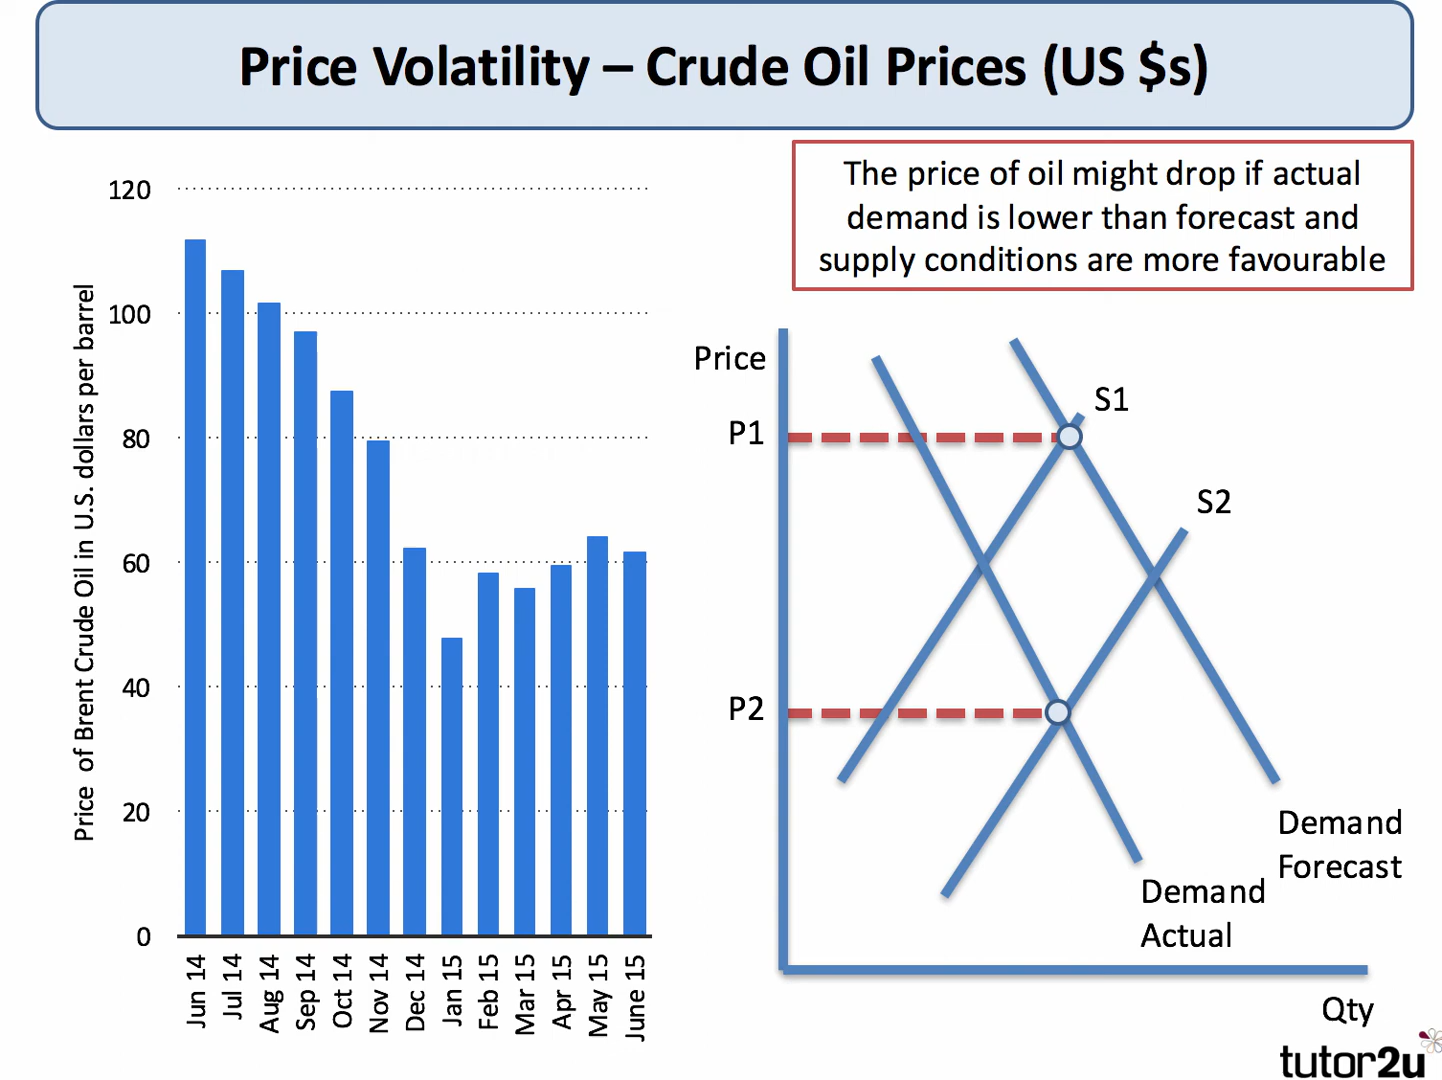 Price Volatility – Crude Oil Prices (US $s)
The price of oil might drop if actual
demand is lower than forecast and
supply conditions are more favourable
Price of Brent Crude Oil in U.S. dollars per barrel
120
100
80
60
40
20
0
Jun 14
Jul 14
Aug 14
Sep 14
Oct 14
Nov 14
Dec 14
Jan 15
Feb 15
Mar 15
Apr 15
May 15
June 15
Price
P1
P2
S1
S2
Demand
Forecast
Demand
Actual
Qty
tutor2u